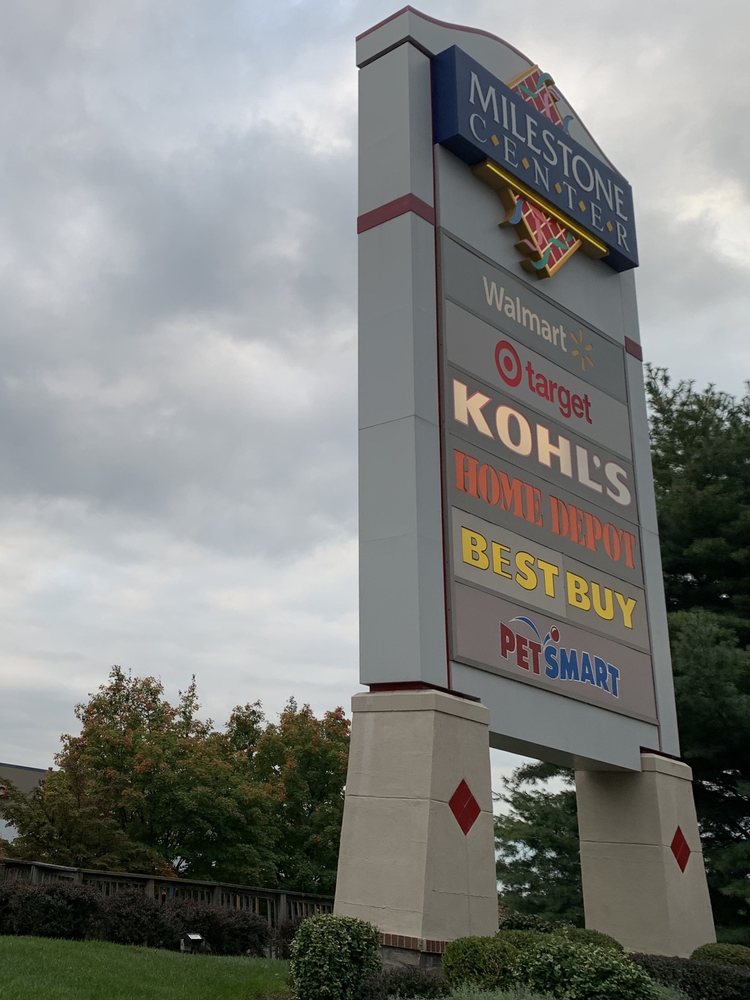 MILESTONE
CENTER
Walmart
target
KOHL'S
HOME DEPOT
BEST BUY
PETSMART